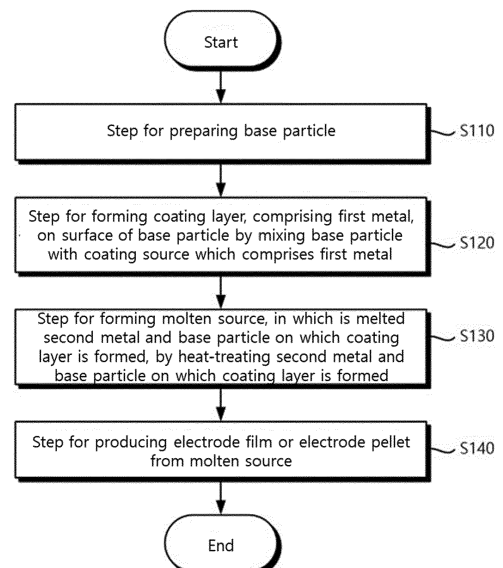 Start
Step for preparing base particle
S110
Step for forming coating layer, comprising first metal,
on surface of base particle by mixing base particle
with coating source which comprises first metal
S120
Step for forming molten source, in which is melted
second metal and base particle on which coating
layer is formed, by heat-treating second metal and
base particle on which coating layer is formed
S130
Step for producing electrode film or electrode pellet
from molten source
S140
End